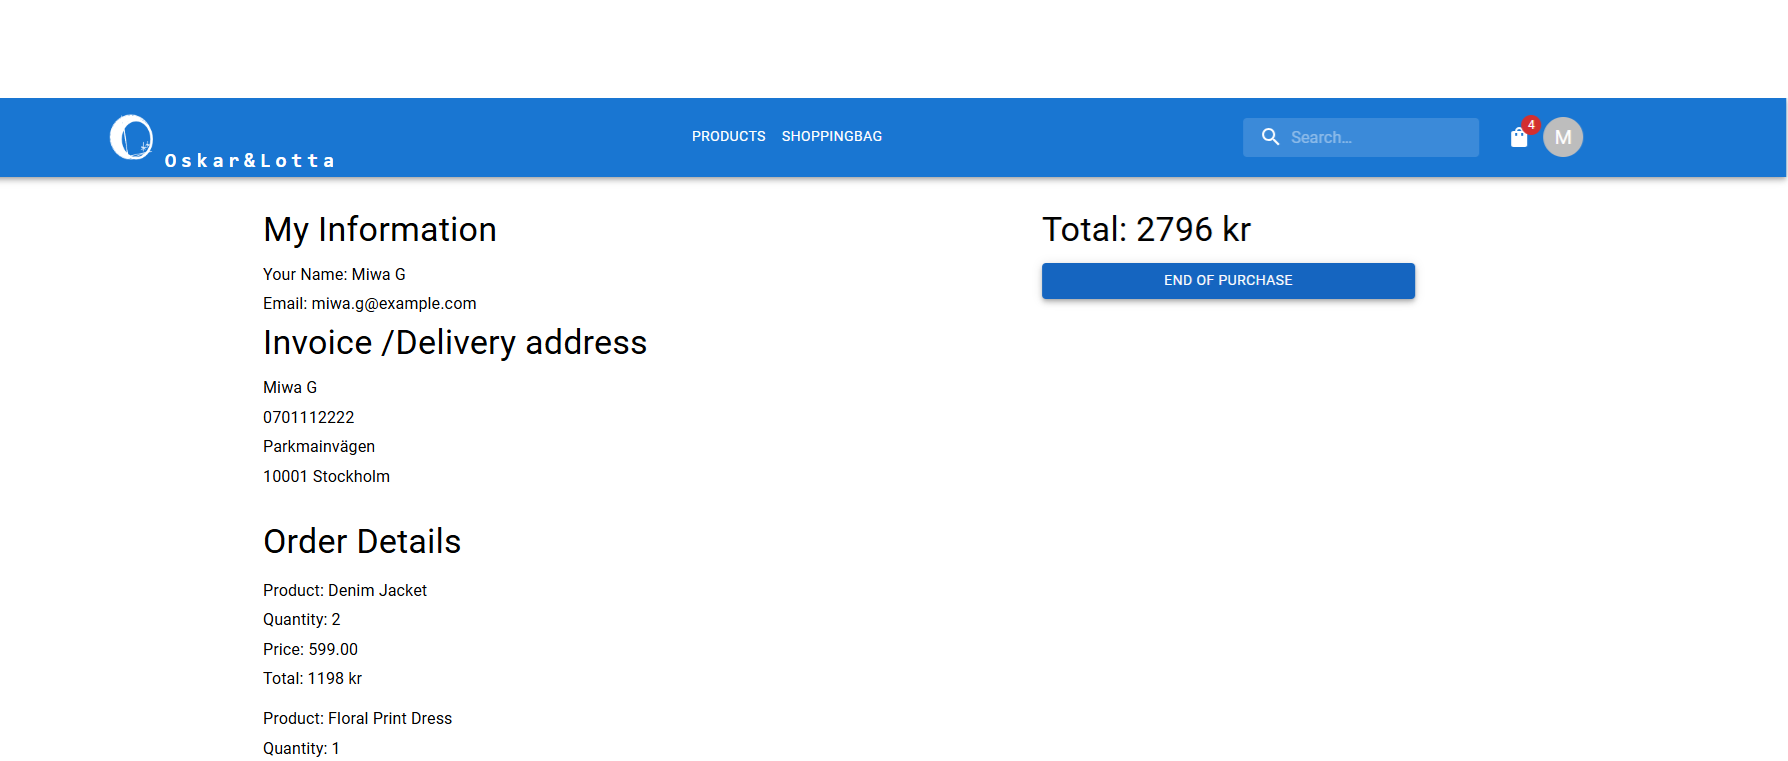 Oskar&Lotta
PRODUCTS SHOPPINGBAG
Search...
4
M
My Information
Your Name: Miwa G
Email: miwa.g@example.com
Invoice /Delivery address
Miwa G
0701112222
Parkmainvägen
10001 Stockholm
Order Details
Product: Denim Jacket
Quantity: 2
Price: 599.00
Total: 1198 kr
Product: Floral Print Dress
Quantity: 1
Total: 2796 kr
END OF PURCHASE